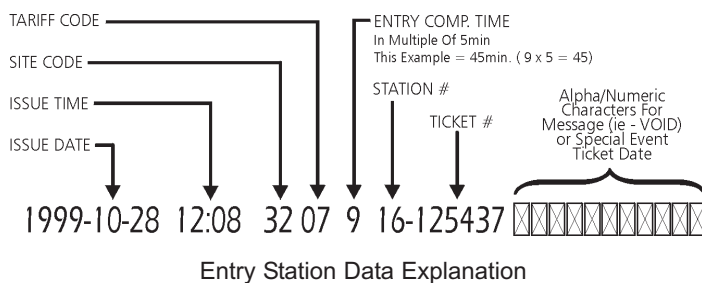 TARIFF CODE
SITE CODE
ISSUE TIME
ISSUE DATE
ENTRY COMP. TIME
In Multiple Of 5min
This Example = 45min. ( 9 x 5 = 45)
STATION #
TICKET #
Alpha/Numeric
Characters For
Message (ie - VOID)
or Special Event
Ticket Date
1999-10-28 12:08 32 07 9 16-125437
Entry Station Data Explanation